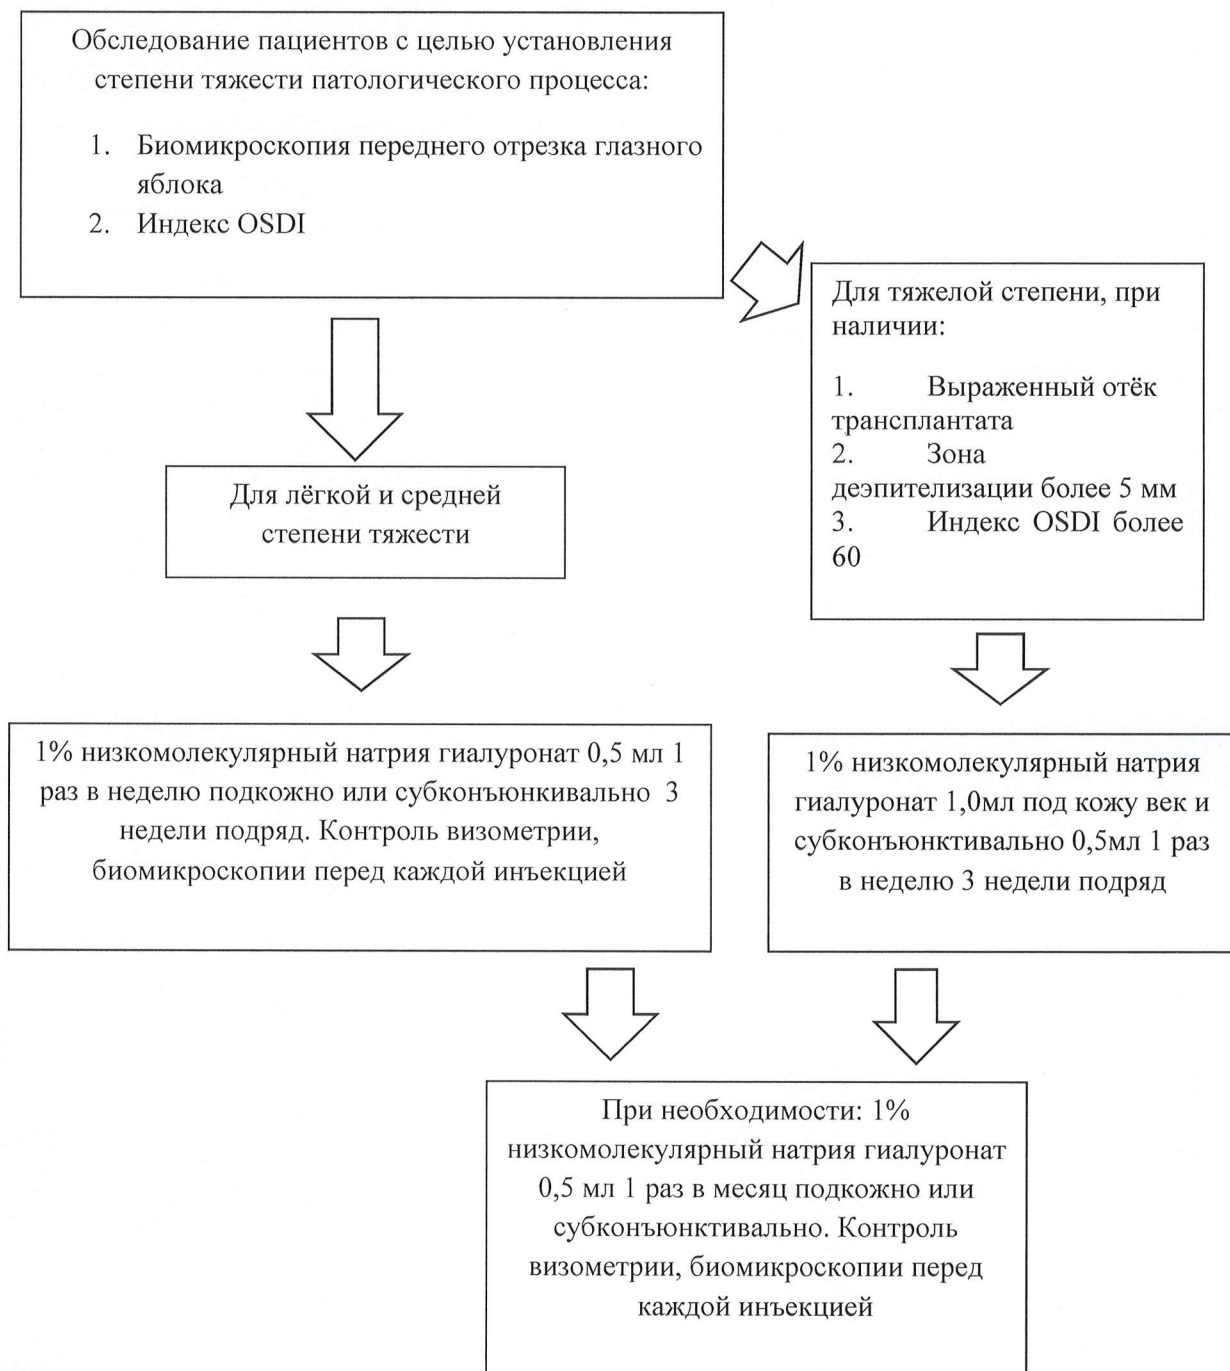 Обследование пациентов с целью установления
степени тяжести патологического процесса:
1. Биомикроскопия переднего отрезка глазного
яблока
2. Индекс OSDI
Для тяжелой степени, при
наличии:
1. Выраженный отёк
трансплантата
2. Зона
деэпителизации более 5 мм
3. Индекс OSDI более
60
Для лёгкой и средней
степени тяжести
1% низкомолекулярный натрия гиалуронат 0,5 мл 1
раз в неделю подкожно или субконъюнкивально 3
недели подряд. Контроль визометрии,
биомикроскопии перед каждой инъекцией
1% низкомолекулярный натрия
гиалуронат 1,0мл под кожу век и
субконъюнктивально 0,5мл 1 раз
в неделю 3 недели подряд
При необходимости: 1%
низкомолекулярный натрия гиалуронат
0,5 мл 1 раз в месяц подкожно или
субконъюнктивально. Контроль
визометрии, биомикроскопии перед
каждой инъекцией